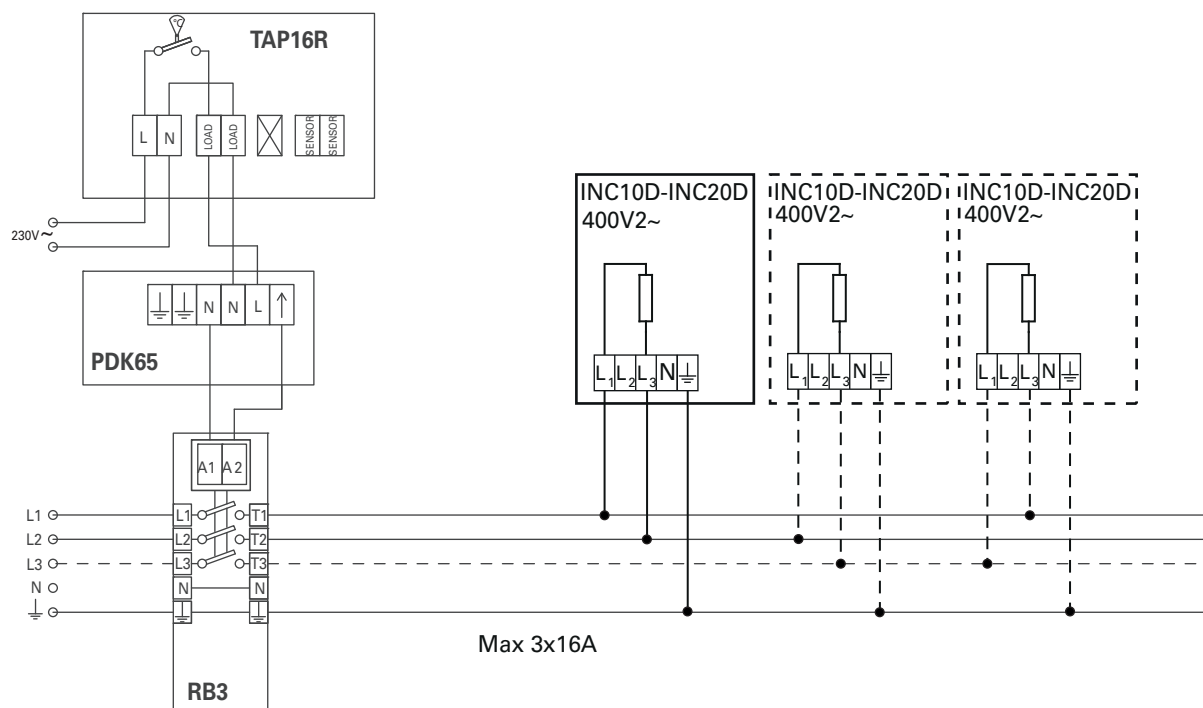 °C
TAP16R
L N LOAD LOAD SENSOR SENSOR
230V~
N N L ↑
PDK65
INC10D-INC20D
400V2~
L1 L2 L3 N
INC10D-INC20D
400V2~
L1 L2 L3 N
INC10D-INC20D
400V2~
L1 L2 L3 N
A1 A2
L1 L1 T1
L2 L2 T2
L3 L3 T3
N N N
Max 3x16A
RB3